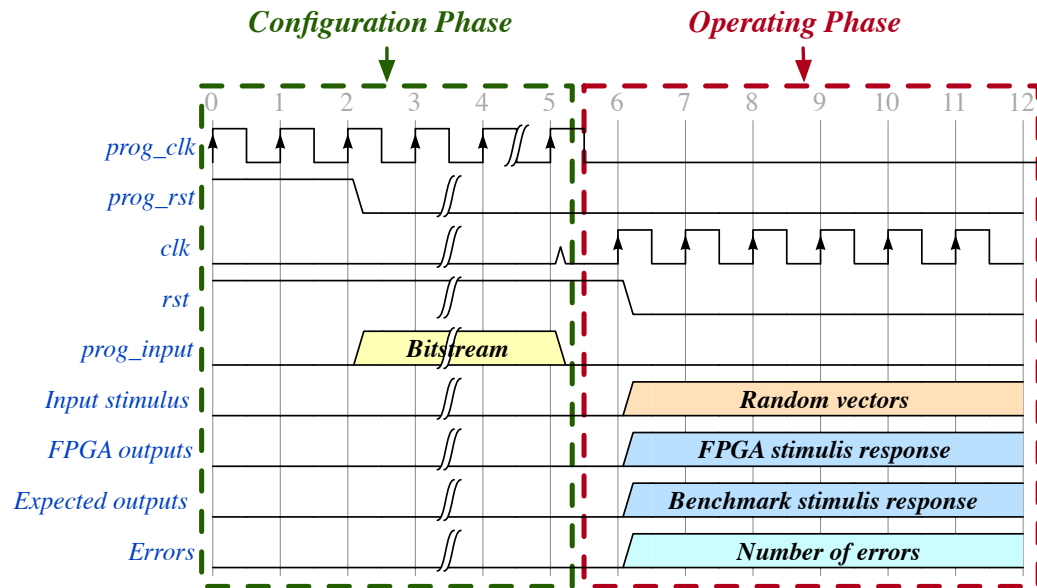 Configuration Phase Operating Phase
0 1 2 3 4 5 6 7 8 9 10 11 12
prog_clk
prog_rst
clk
rst
prog_input Bitstream
Input stimulus Random vectors
FPGA outputs FPGA stimulis response
Expected outputs Benchmark stimulis response
Errors Number of errors